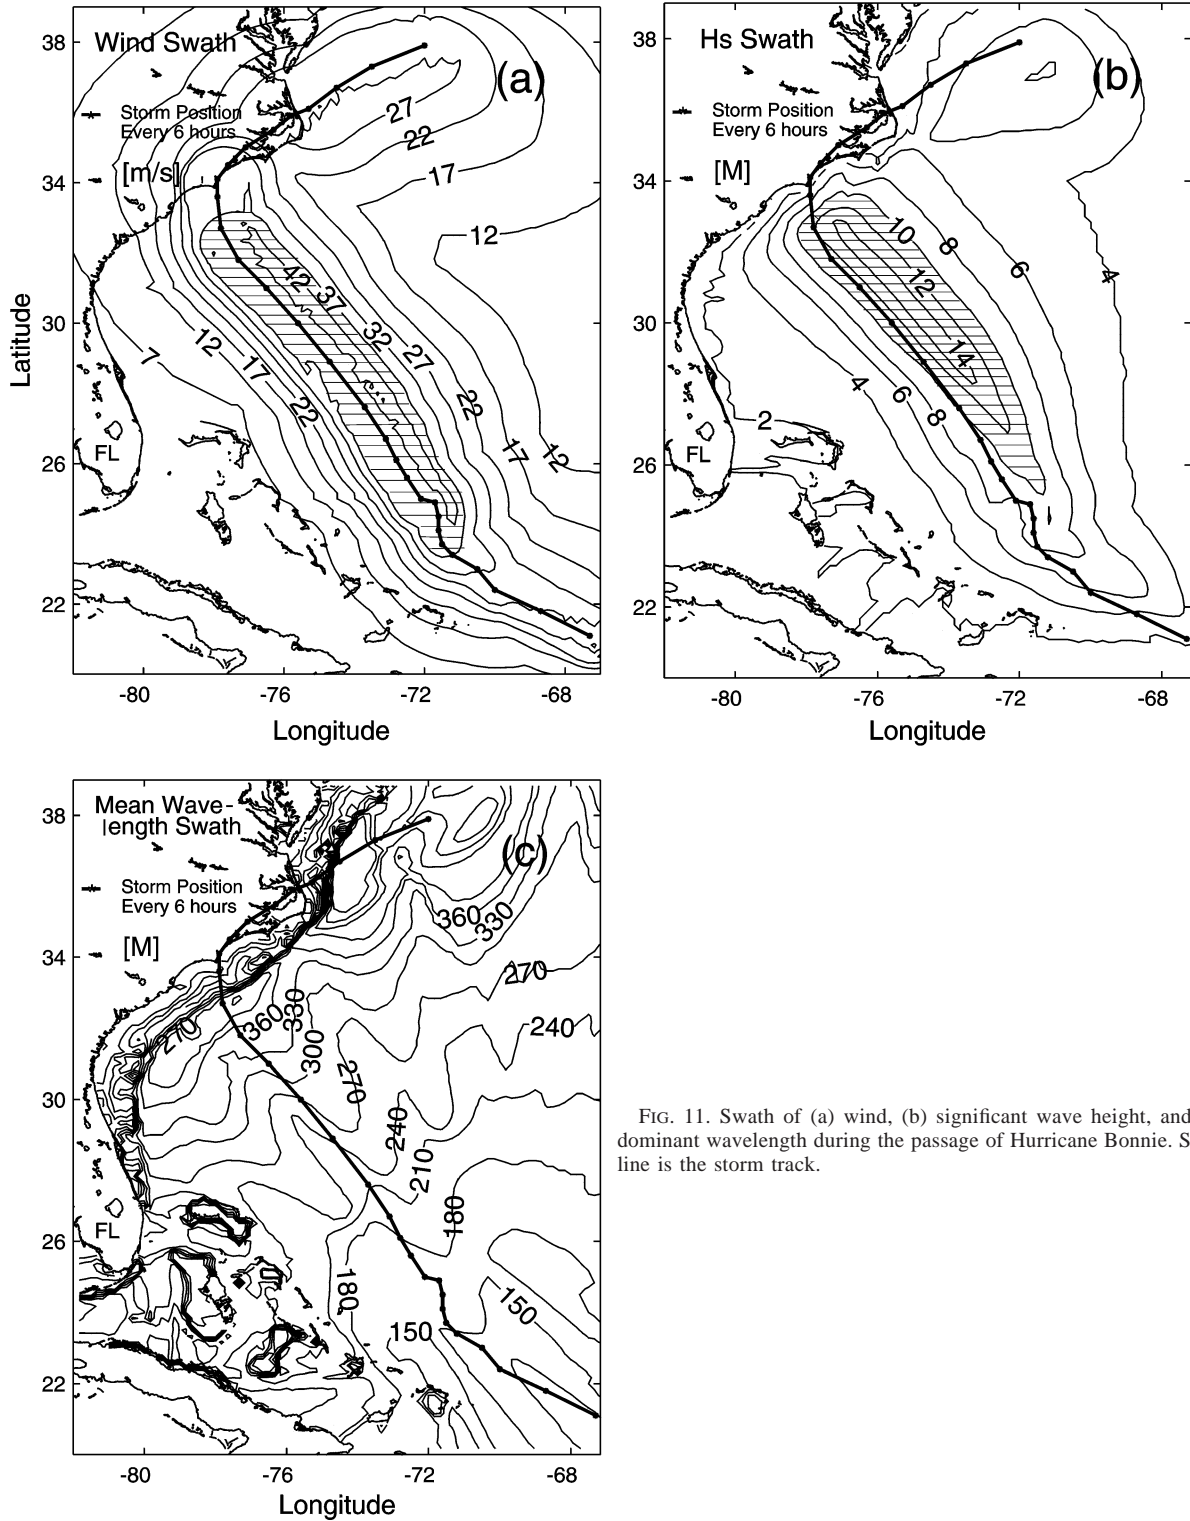 Wind Swath
(a)
Storm Position
Every 6 hours
[m/s]
27
22
17
12
42
37
32
27
22
17
12
7
12
17
22
FL
38
34
30
26
22
-80
-76
-72
-68
Latitude
Longitude
Hs Swath
(b)
Storm Position
Every 6 hours
[M]
10
8
6
4
12
14
4
6
8
2
FL
38
34
30
26
22
-80
-76
-72
-68
Longitude
Mean Wave-
length Swath
(c)
Storm Position
Every 6 hours
[M]
360
330
270
240
270
360
330
300
270
240
210
180
180
150
150
FL
38
34
30
26
22
-80
-76
-72
-68
Longitude
FIG. 11. Swath of (a) wind, (b) significant wave height, and
dominant wavelength during the passage of Hurricane Bonnie. S
line is the storm track.